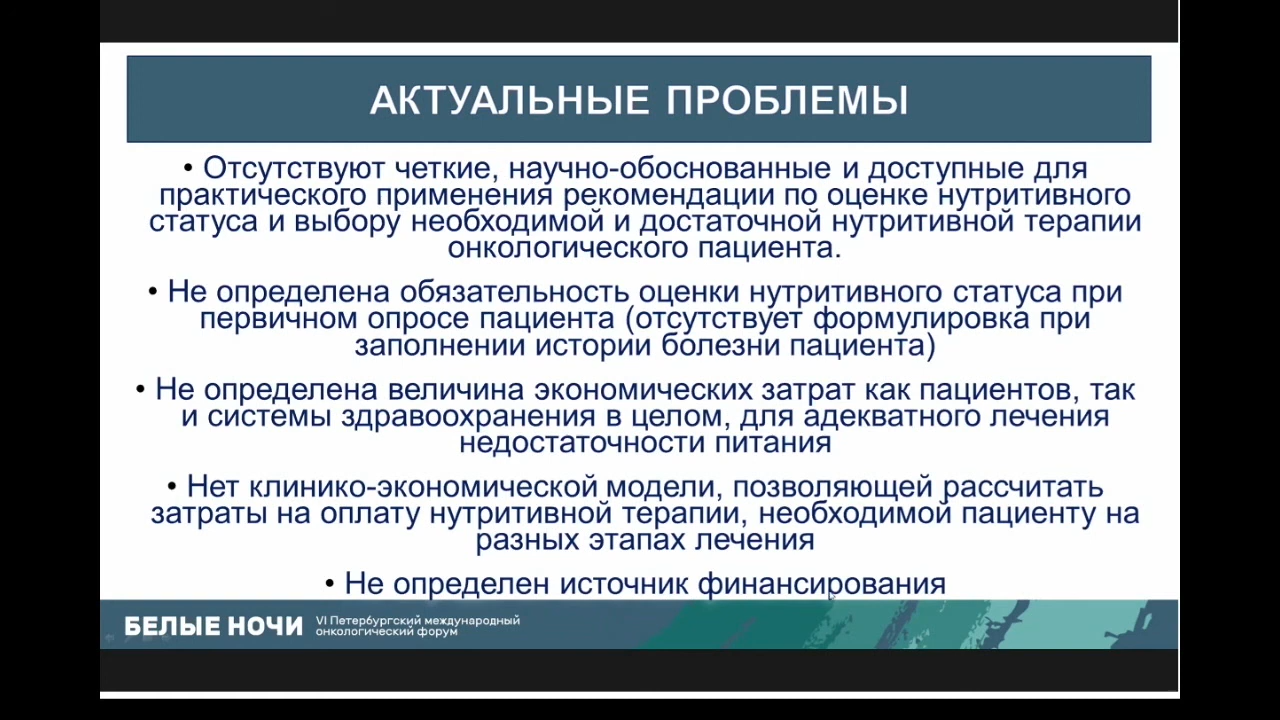 АКТУАЛЬНЫЕ ПРОБЛЕМЫ
• Отсутствуют четкие, научно-обоснованные и доступные для
практического применения рекомендации по оценке нутритивного
статуса и выбору необходимой и достаточной нутритивной терапии
онкологического пациента.
• Не определена обязательность оценки нутритивного статуса при
первичном опросе пациента (отсутствует формулировка при
заполнении истории болезни пациента)
• Не определена величина экономических затрат как пациентов, так
и системы здравоохранения в целом, для адекватного лечения
недостаточности питания
• Нет клинико-экономической модели, позволяющей рассчитать
затраты на оплату нутритивной терапии, необходимой пациенту на
разных этапах лечения
• Не определен источник финансирования
БЕЛЫЕ НОЧИ
VI Петербургский международный
онкологический форум